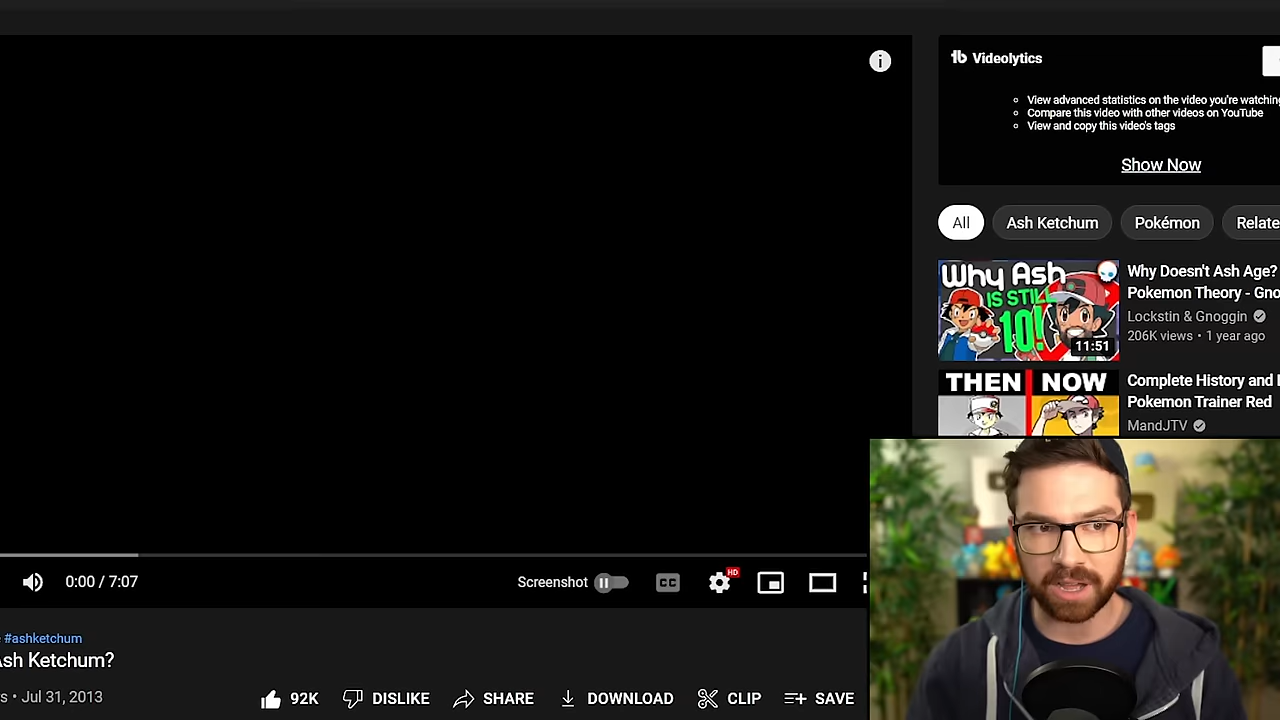 Videolytics
View advanced statistics on the video you're watching
Compare this video with other videos on YouTube
View and copy this video's tags
Show Now
All
Ash Ketchum
Pokémon
Relate
Why Ash
IS STILL
10!
11:51
Why Doesn't Ash Age?
Pokemon Theory - Gno
Lockstin & Gnoggin
206K views • 1 year ago
THEN
NOW
Complete History and
Pokemon Trainer Red
MandJTV
0:00 / 7:07
Screenshot
CC
HD
#ashketchum
Ash Ketchum?
s • Jul 31, 2013
92K
DISLIKE
SHARE
DOWNLOAD
CLIP
SAVE